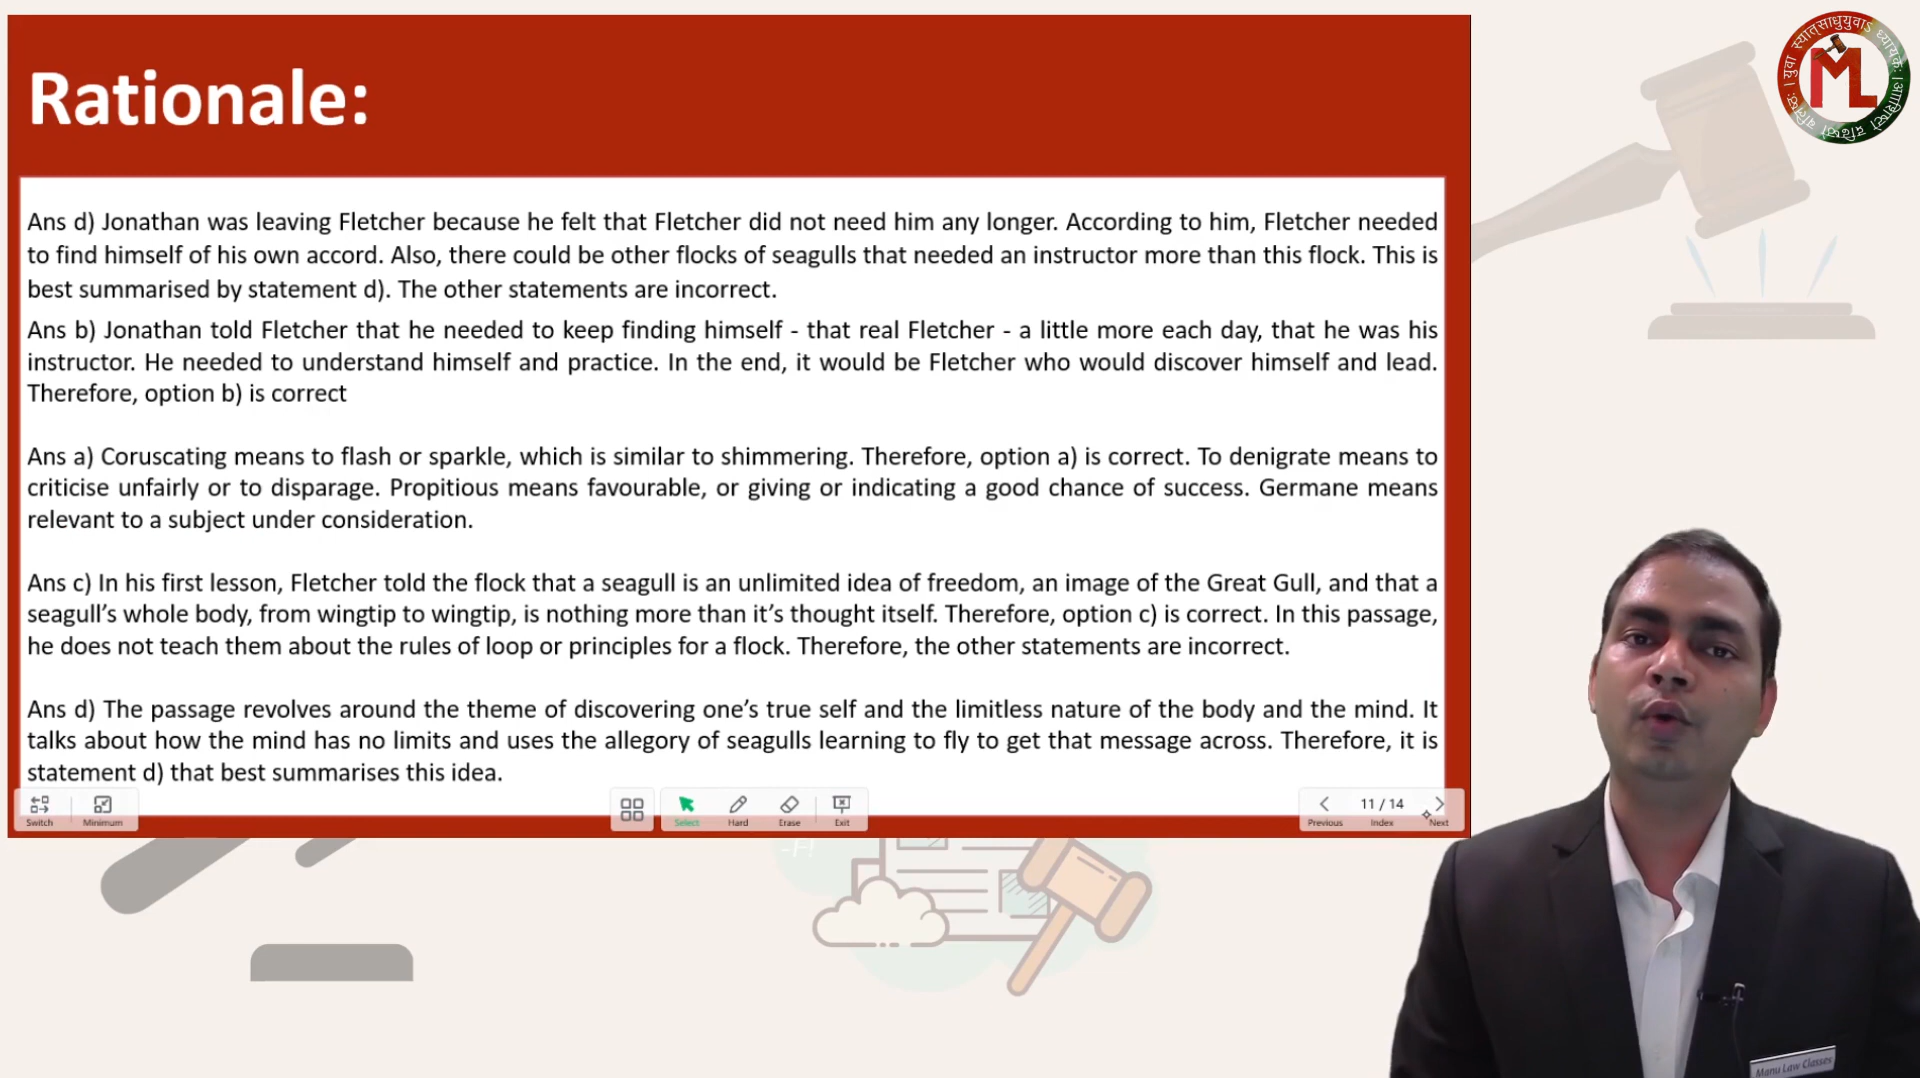 Rationale:
Ans d) Jonathan was leaving Fletcher because he felt that Fletcher did not need him any longer. According to him, Fletcher needed
to find himself of his own accord. Also, there could be other flocks of seagulls that needed an instructor more than this flock. This is
best summarised by statement d). The other statements are incorrect.
Ans b) Jonathan told Fletcher that he needed to keep finding himself - that real Fletcher - a little more each day, that he was his
instructor. He needed to understand himself and practice. In the end, it would be Fletcher who would discover himself and lead.
Therefore, option b) is correct
Ans a) Coruscating means to flash or sparkle, which is similar to shimmering. Therefore, option a) is correct. To denigrate means to
criticise unfairly or to disparage. Propitious means favourable, or giving or indicating a good chance of success. Germane means
relevant to a subject under consideration.
Ans c) In his first lesson, Fletcher told the flock that a seagull is an unlimited idea of freedom, an image of the Great Gull, and that a
seagull’s whole body, from wingtip to wingtip, is nothing more than it’s thought itself. Therefore, option c) is correct. In this passage,
he does not teach them about the rules of loop or principles for a flock. Therefore, the other statements are incorrect.
Ans d) The passage revolves around the theme of discovering one’s true self and the limitless nature of the body and the mind. It
talks about how the mind has no limits and uses the allegory of seagulls learning to fly to get that message across. Therefore, it is
statement d) that best summarises this idea.
Switch Minimum Select Hard Erase Exit Previous 11 / 14 Index Next
ML
Manu Law Classes